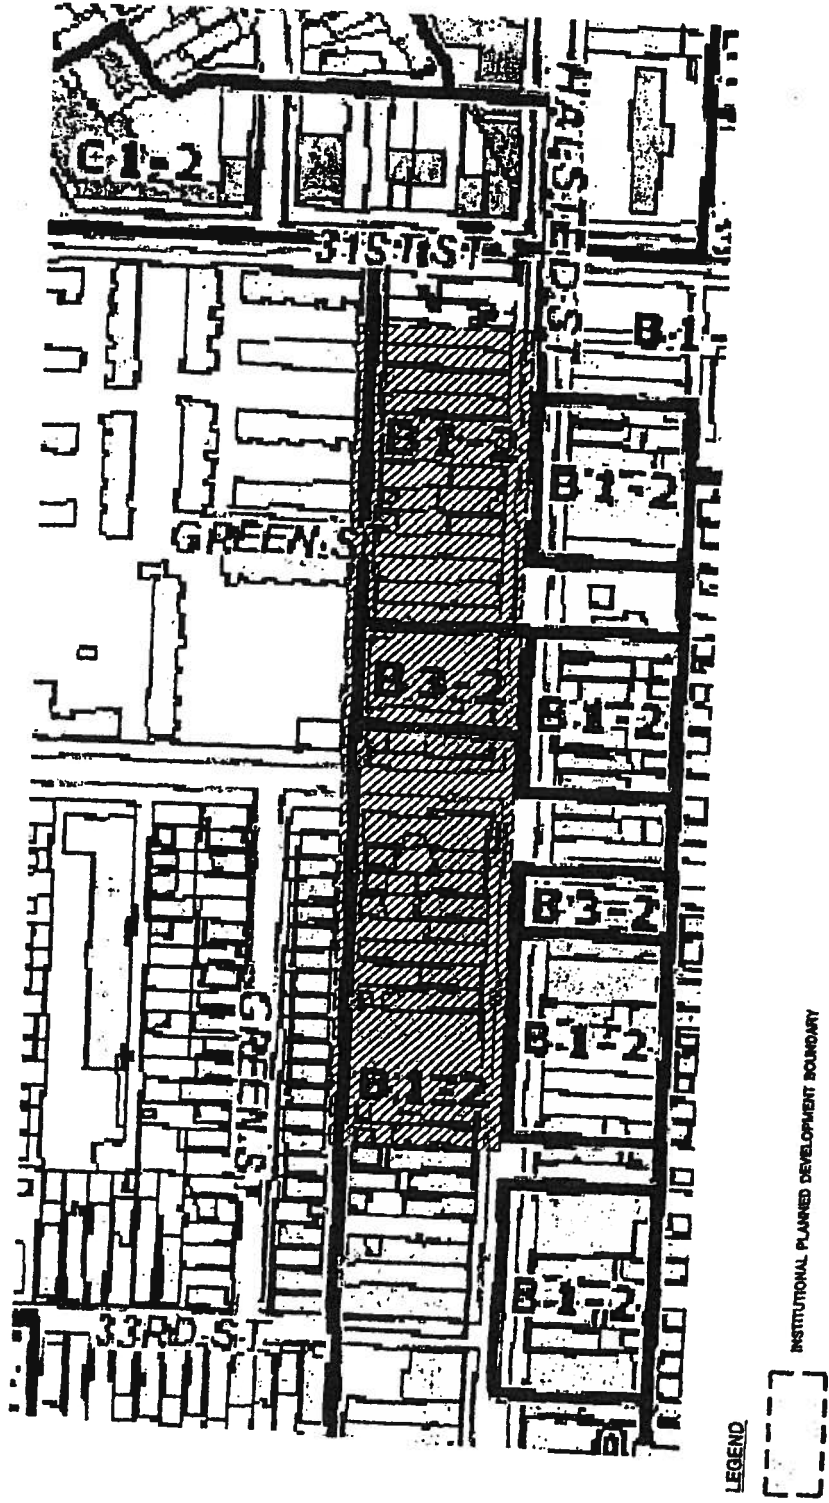 C1-2
HALSTED ST
31ST ST
B
B1-2
B1-2
GREEN ST
B3-2
B1-2
B3-2
B1-2
GREEN ST
B1-2
B1-2
33RD ST
LEGEND
INSTITUTIONAL PLANNED DEVELOPMENT BOUNDARY